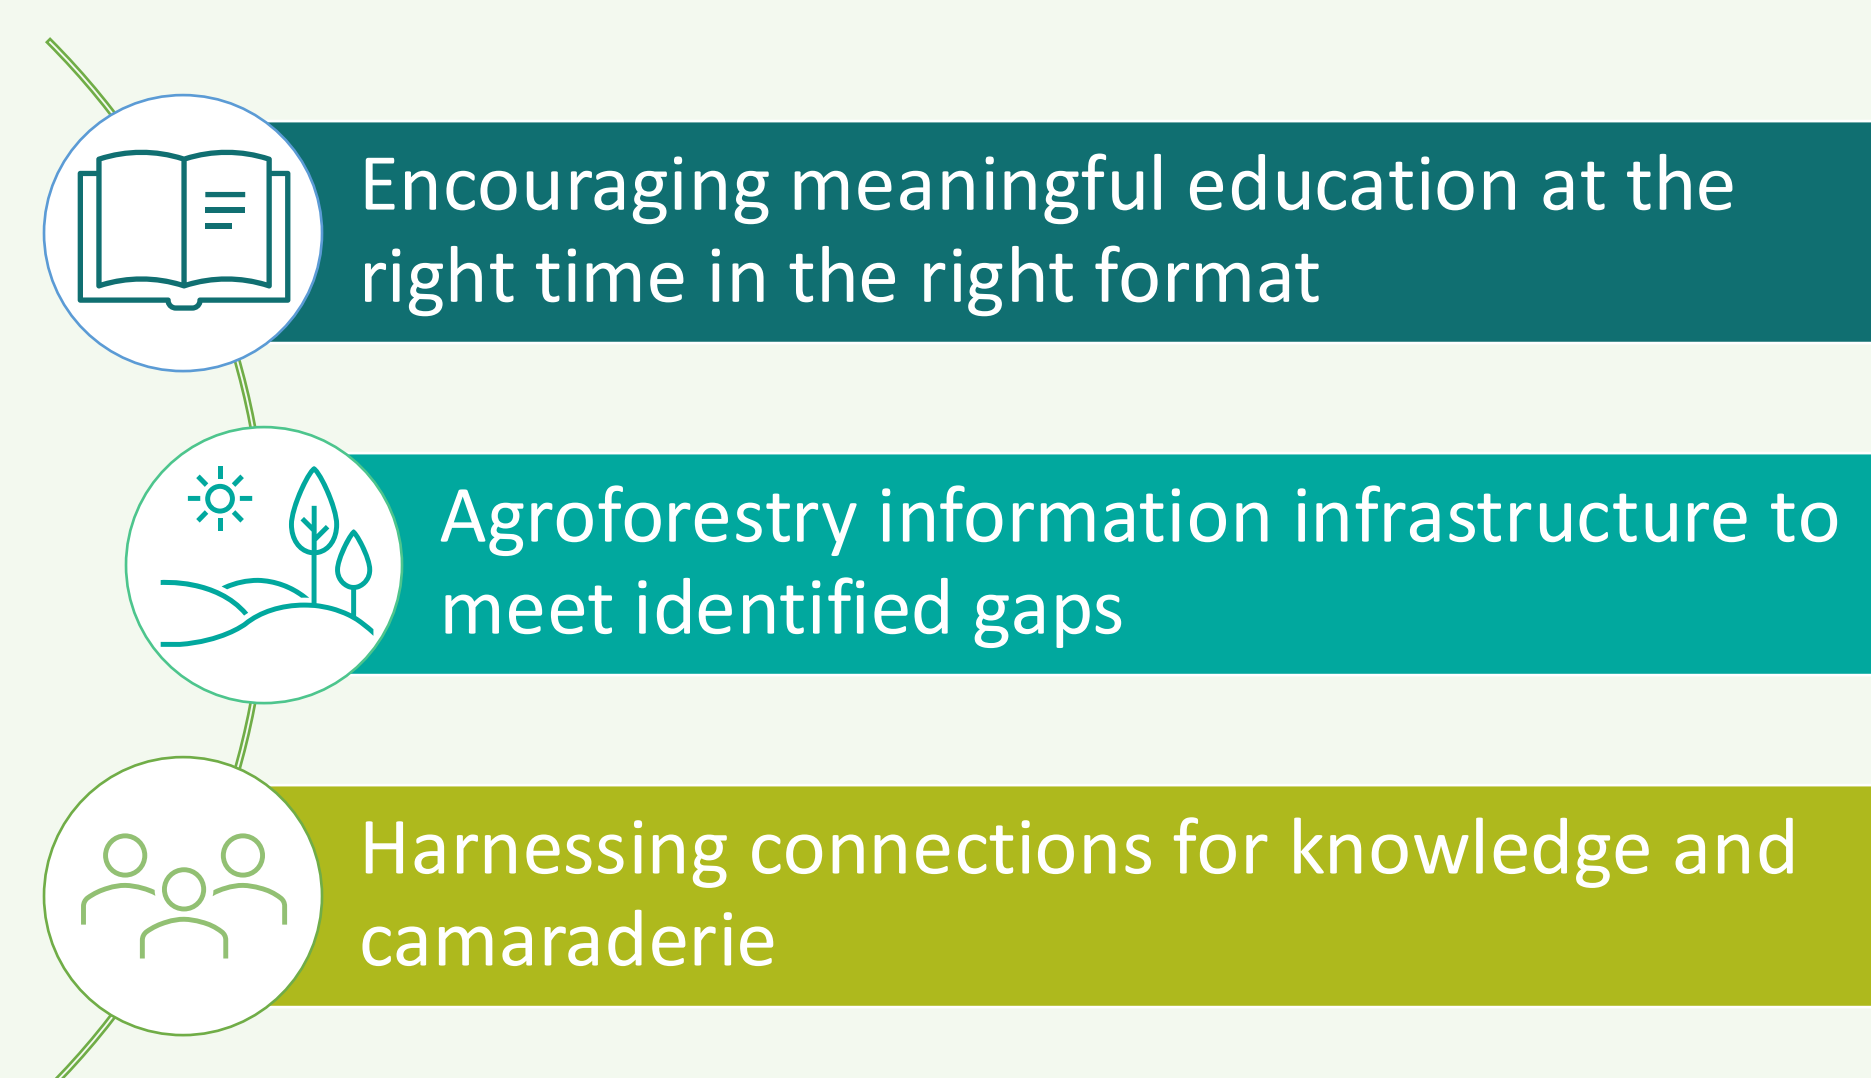 Encouraging meaningful education at the
right time in the right format
Agroforestry information infrastructure to
meet identified gaps
Harnessing connections for knowledge and
camaraderie